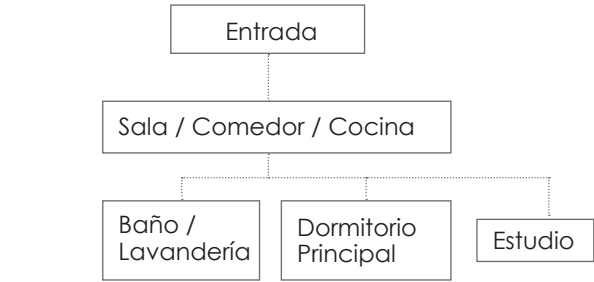 Entrada
Sala / Comedor / Cocina
Baño /
Lavandería
Dormitorio
Principal
Estudio